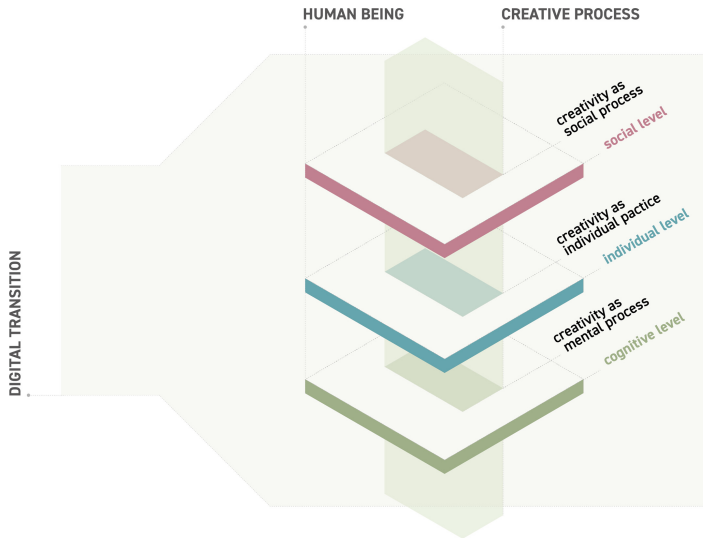 HUMAN BEING
CREATIVE PROCESS
creativity as
social process
social level
creativity as
individual pactice
individual level
creativity as
mental process
cognitive level
DIGITAL TRANSITION